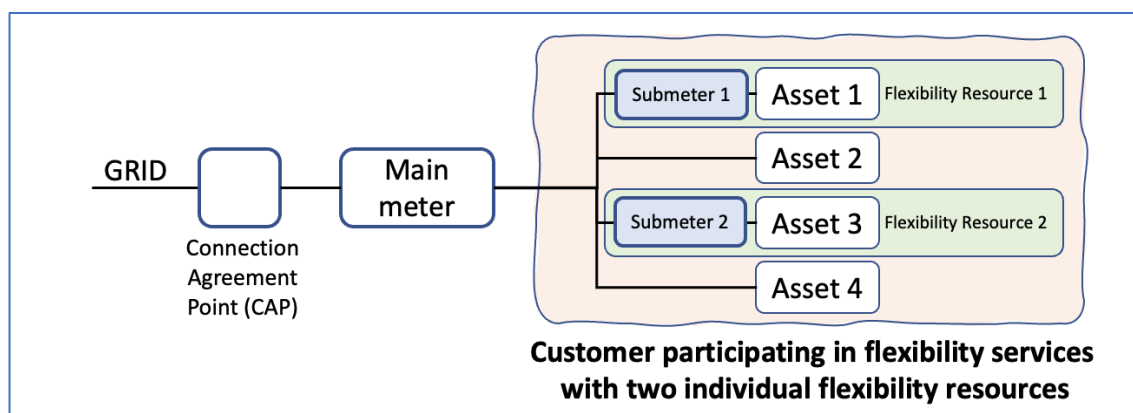 Submeter 1
Asset 1
Flexibility Resource 1
Asset 2
GRID
Main
meter
Submeter 2
Asset 3
Flexibility Resource 2
Connection
Agreement
Point (CAP)
Asset 4
Customer participating in flexibility services
with two individual flexibility resources